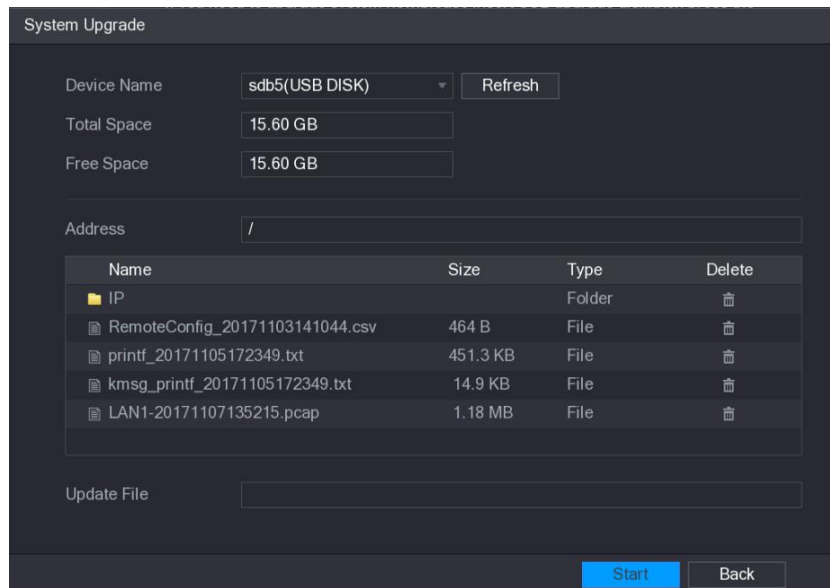 System Upgrade
Device Name sdb5(USB DISK) Refresh
Total Space 15.60 GB
Free Space 15.60 GB
Address /
Name Size Type Delete
IP Folder
RemoteConfig_20171103141044.csv 464 B File
printf_20171105172349.txt 451.3 KB File
kmsg_printf_20171105172349.txt 14.9 KB File
LAN1-20171107135215.pcap 1.18 MB File
Update File
Start Back